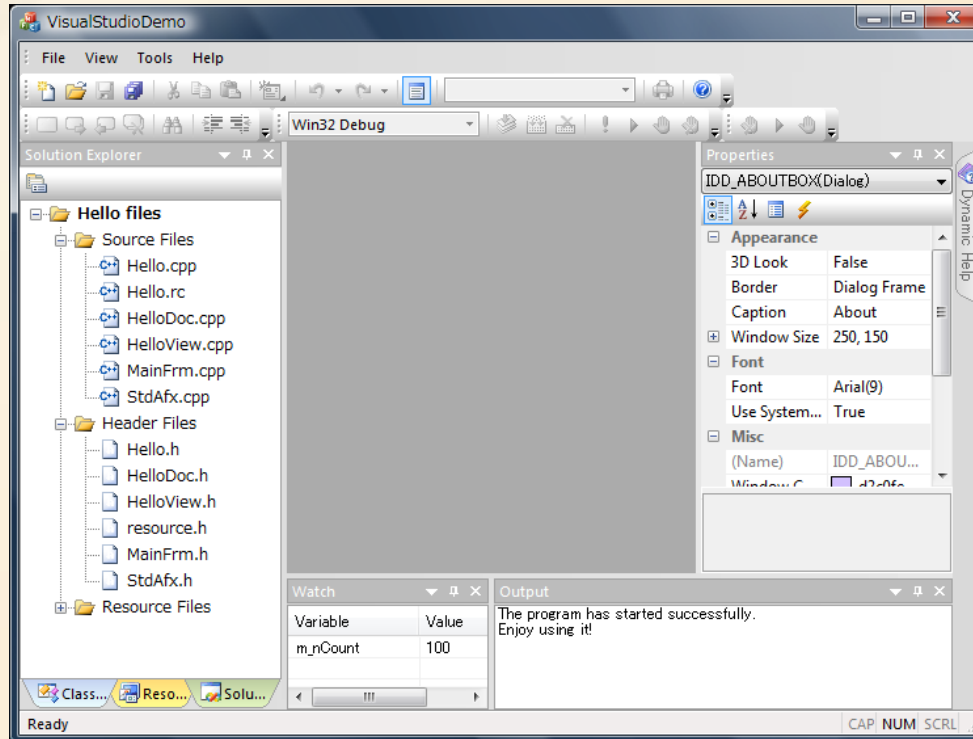 VisualStudioDemo
File View Tools Help
Win32 Debug
Solution Explorer
Hello files
Source Files
Hello.cpp
Hello.rc
HelloDoc.cpp
HelloView.cpp
MainFrm.cpp
StdAfx.cpp
Header Files
Hello.h
HelloDoc.h
HelloView.h
resource.h
MainFrm.h
StdAfx.h
Resource Files
Class... Reso... Solu...
Watch
Variable Value
m_nCount 100
Output
The program has started successfully.
Enjoy using it!
Properties
IDD_ABOUTBOX(Dialog)
Appearance
3D Look False
Border Dialog Frame
Caption About
Window Size 250, 150
Font
Font Arial(9)
Use System... True
Misc
(Name) IDD_ABOU...
Window C
Dynamic Help
Ready CAP NUM SCRL